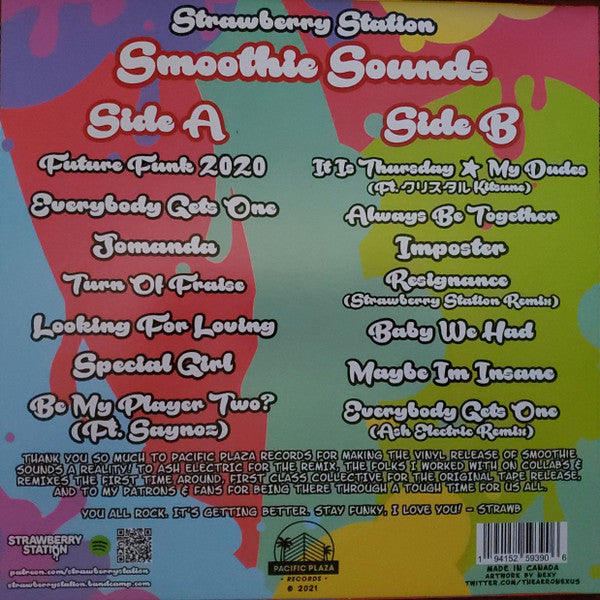 Strawberry Station
Smoothie Sounds
Side A
Future Funk 2020
Everybody Gets One
Jomanda
Turn Of Fraise
Looking For Loving
Special Girl
Be My Player Two?
(Ft. Saynoz)
Side B
It Is Thursday ★ My Dudes
(Ft. クリスタル Kitsune)
Always Be Together
Imposter
Resignance
(Strawberry Station Remix)
Baby We Had
Maybe Im Insane
Everybody Gets One
(Ash Electric Remix)
THANK YOU SO MUCH TO PACIFIC PLAZA RECORDS FOR MAKING THE VINYL RELEASE OF SMOOTHIE
SOUNDS A REALITY! TO ASH ELECTRIC FOR THE REMIX, THE FOLKS I WORKED WITH ON COLLABS &
REMIXES THE FIRST TIME AROUND, FIRST CLASS COLLECTIVE FOR THE ORIGINAL TAPE RELEASE,
AND TO MY PATRONS & FANS FOR BEING THERE THROUGH A TOUGH TIME FOR US ALL.
YOU ALL ROCK. IT'S GETTING BETTER. STAY FUNKY, I LOVE YOU! - STRAWB
STRAWBERRY
STATION
patreon.com/strawberrystation
strawberrystation.bandcamp.com
PACIFIC PLAZA
• RECORDS •
© 2021
1 94152 59390 6
MADE IN CANADA
ARTWORK BY NEXY
TWITTER.COM/THEAERONEXUS